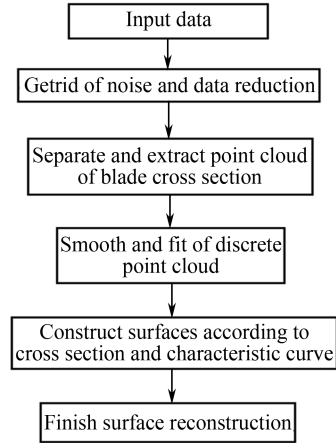 Input data
Getrid of noise and data reduction
Separate and extract point cloud
of blade cross section
Smooth and fit of discrete
point cloud
Construct surfaces according to
cross section and characteristic curve
Finish surface reconstruction